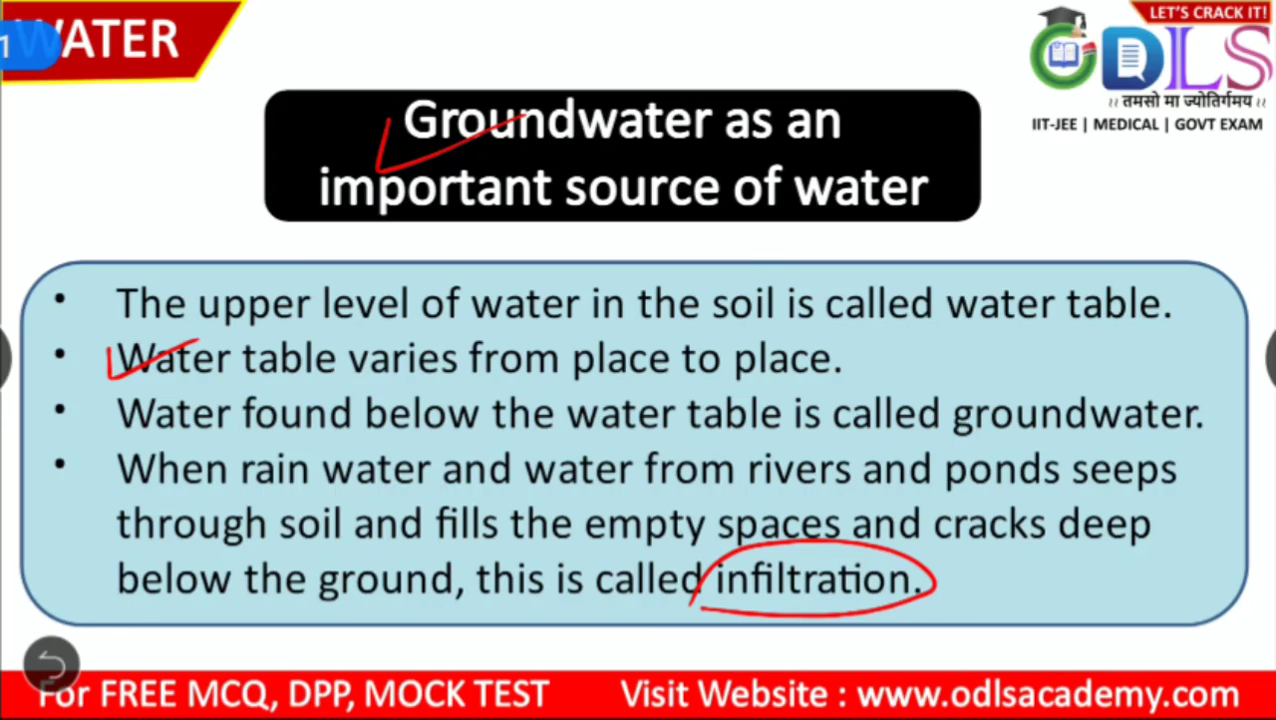 WATER
1
LET'S CRACK IT!
ODLS
।। तमसो मा ज्योतिर्गमय ।।
IIT-JEE | MEDICAL | GOVT EXAM
Groundwater as an
important source of water
• The upper level of water in the soil is called water table.
• Water table varies from place to place.
• Water found below the water table is called groundwater.
• When rain water and water from rivers and ponds seeps
through soil and fills the empty spaces and cracks deep
below the ground, this is called infiltration.
For FREE MCQ, DPP, MOCK TEST
Visit Website : www.odlsacademy.com